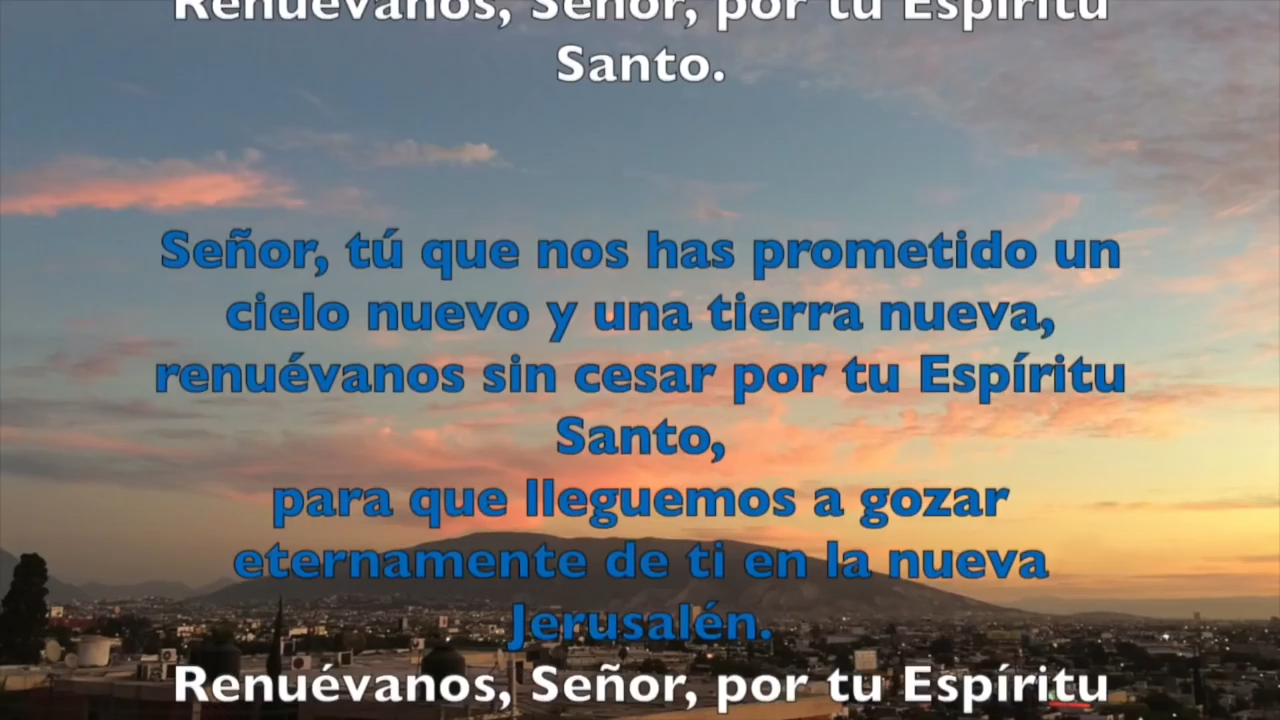 Renuévanos, Señor, por tu Espíritu
Santo.
Señor, tú que nos has prometido un
cielo nuevo y una tierra nueva,
renuévanos sin cesar por tu Espíritu
Santo,
para que lleguemos a gozar
eternamente de ti en la nueva
Jerusalén.
Renuévanos, Señor, por tu Espíritu